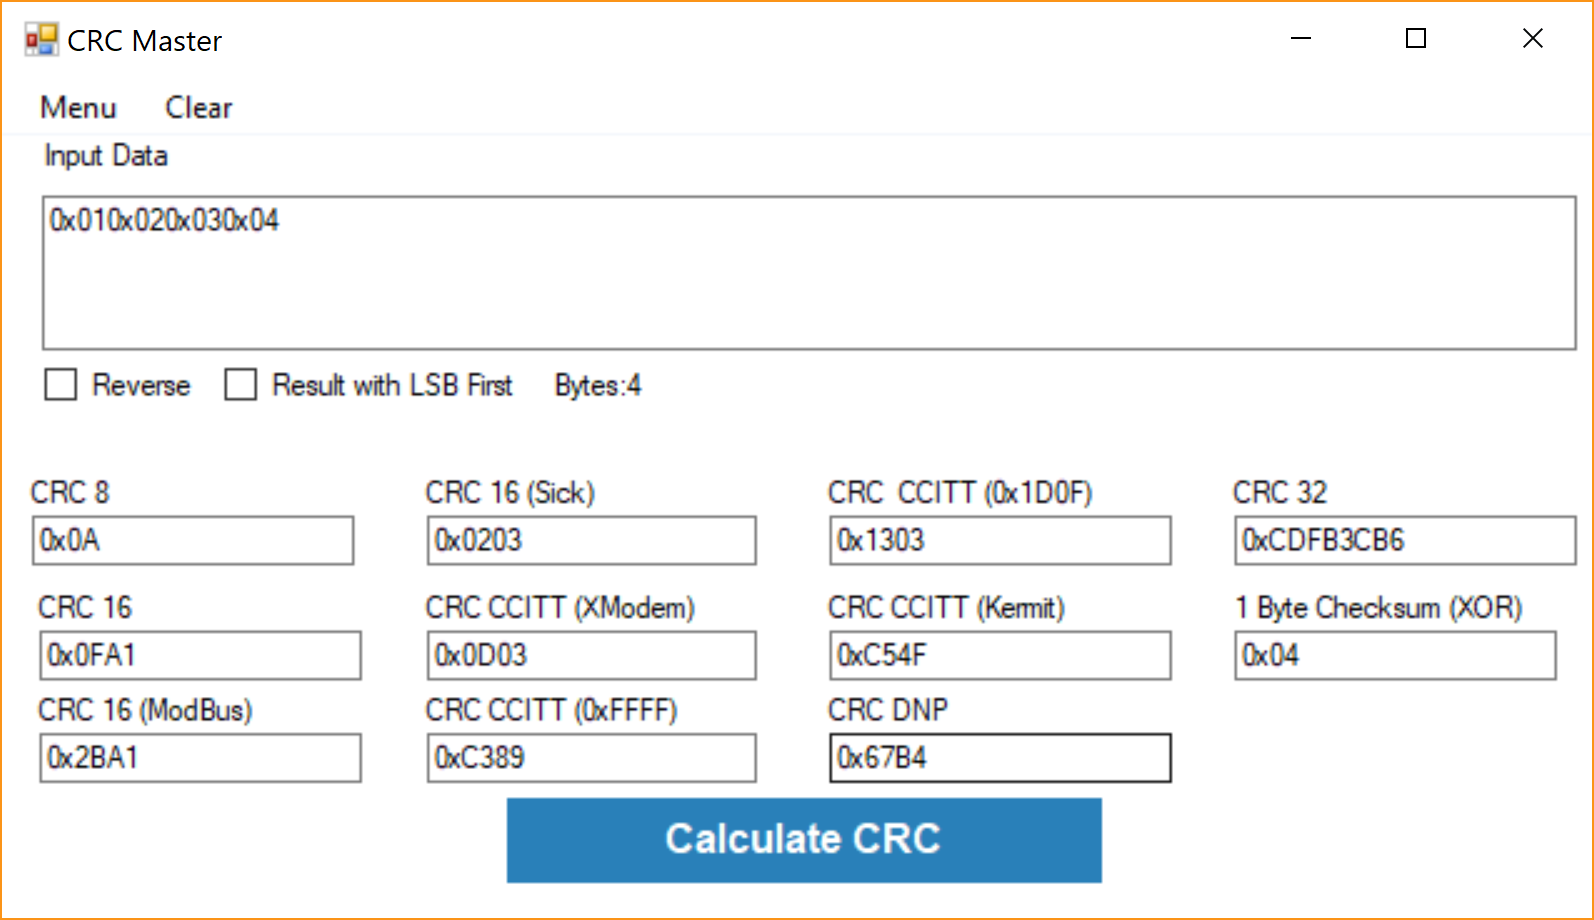 CRC Master
Menu Clear
Input Data
0x010x020x030x04
Reverse Result with LSB First Bytes:4
CRC 8 CRC 16 (Sick) CRC CCITT (0x1D0F) CRC 32
0x0A 0x0203 0x1303 0xCDFB3CB6
CRC 16 CRC CCITT (XModem) CRC CCITT (Kermit) 1 Byte Checksum (XOR)
0x0FA1 0x0D03 0xC54F 0x04
CRC 16 (ModBus) CRC CCITT (0xFFFF) CRC DNP
0x2BA1 0xC389 0x67B4
Calculate CRC